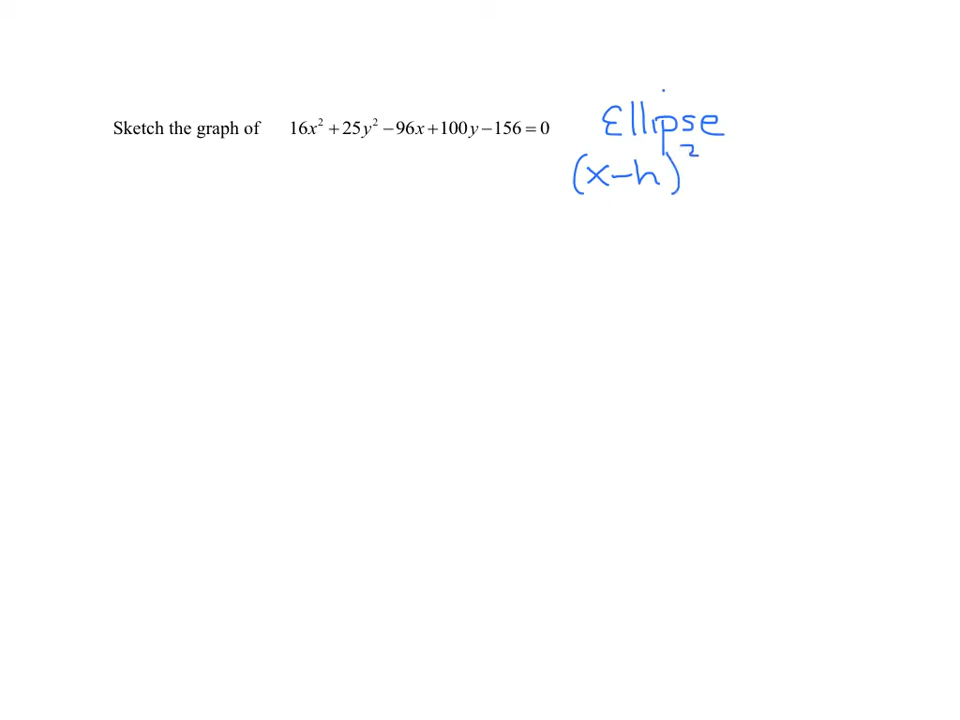 Sketch the graph of 16x² + 25y² − 96x + 100y − 156 = 0
Ellipse
(x−h)²